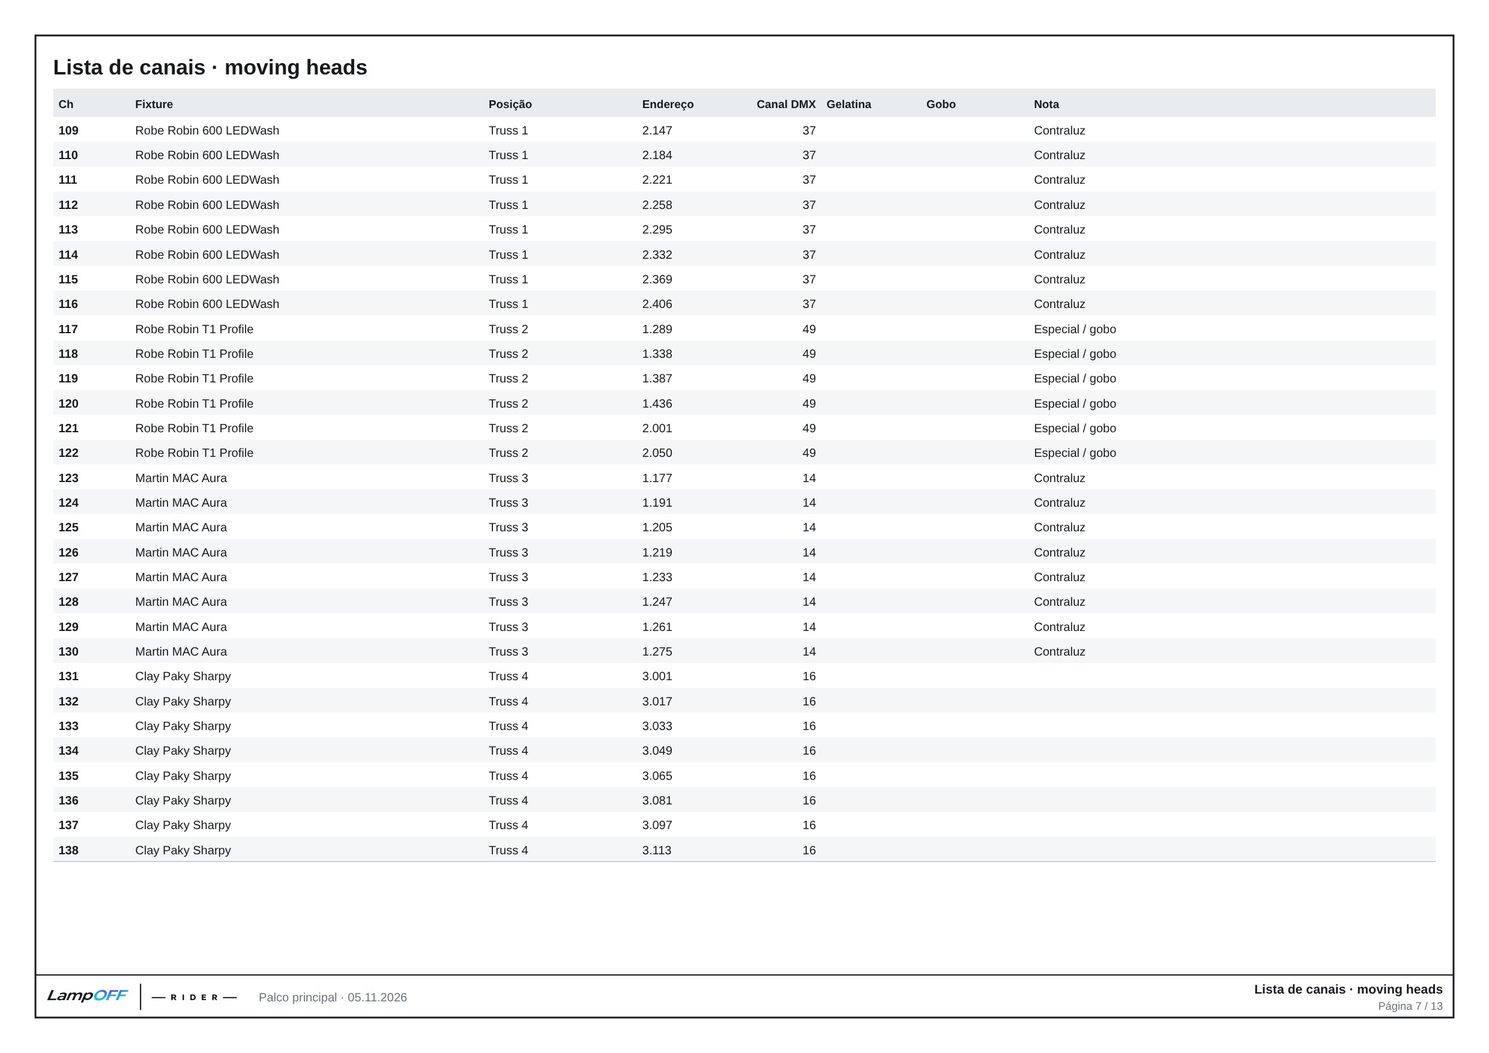 Lista de canais · moving heads
Ch Fixture Posição Endereço Canal DMX Gelatina Gobo Nota
109 Robe Robin 600 LEDWash Truss 1 2.147 37 Contraluz
110 Robe Robin 600 LEDWash Truss 1 2.184 37 Contraluz
111 Robe Robin 600 LEDWash Truss 1 2.221 37 Contraluz
112 Robe Robin 600 LEDWash Truss 1 2.258 37 Contraluz
113 Robe Robin 600 LEDWash Truss 1 2.295 37 Contraluz
114 Robe Robin 600 LEDWash Truss 1 2.332 37 Contraluz
115 Robe Robin 600 LEDWash Truss 1 2.369 37 Contraluz
116 Robe Robin 600 LEDWash Truss 1 2.406 37 Contraluz
117 Robe Robin T1 Profile Truss 2 1.289 49 Especial / gobo
118 Robe Robin T1 Profile Truss 2 1.338 49 Especial / gobo
119 Robe Robin T1 Profile Truss 2 1.387 49 Especial / gobo
120 Robe Robin T1 Profile Truss 2 1.436 49 Especial / gobo
121 Robe Robin T1 Profile Truss 2 2.001 49 Especial / gobo
122 Robe Robin T1 Profile Truss 2 2.050 49 Especial / gobo
123 Martin MAC Aura Truss 3 1.177 14 Contraluz
124 Martin MAC Aura Truss 3 1.191 14 Contraluz
125 Martin MAC Aura Truss 3 1.205 14 Contraluz
126 Martin MAC Aura Truss 3 1.219 14 Contraluz
127 Martin MAC Aura Truss 3 1.233 14 Contraluz
128 Martin MAC Aura Truss 3 1.247 14 Contraluz
129 Martin MAC Aura Truss 3 1.261 14 Contraluz
130 Martin MAC Aura Truss 3 1.275 14 Contraluz
131 Clay Paky Sharpy Truss 4 3.001 16
132 Clay Paky Sharpy Truss 4 3.017 16
133 Clay Paky Sharpy Truss 4 3.033 16
134 Clay Paky Sharpy Truss 4 3.049 16
135 Clay Paky Sharpy Truss 4 3.065 16
136 Clay Paky Sharpy Truss 4 3.081 16
137 Clay Paky Sharpy Truss 4 3.097 16
138 Clay Paky Sharpy Truss 4 3.113 16
LampOFF — RIDER — Palco principal · 05.11.2026
Lista de canais · moving heads
Página 7 / 13